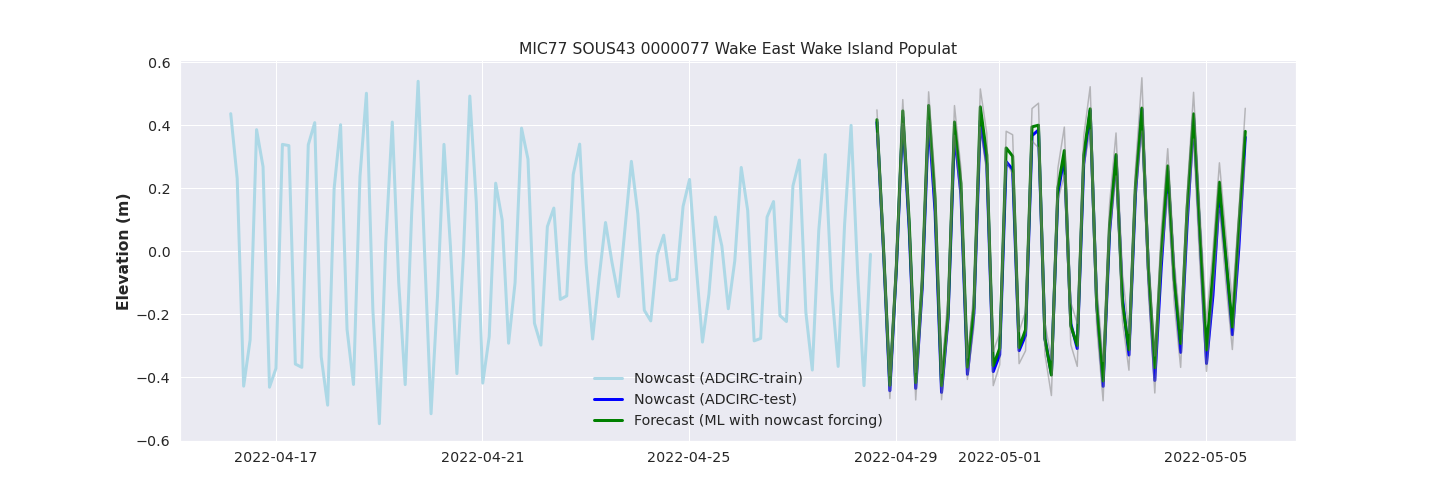 MIC77 SOUS43 0000077 Wake East Wake Island Populat
0.6
0.4
0.2
0.0
−0.2
−0.4
−0.6
Elevation (m)
Nowcast (ADCIRC-train)
Nowcast (ADCIRC-test)
Forecast (ML with nowcast forcing)
2022-04-17 2022-04-21 2022-04-25 2022-04-29 2022-05-01 2022-05-05